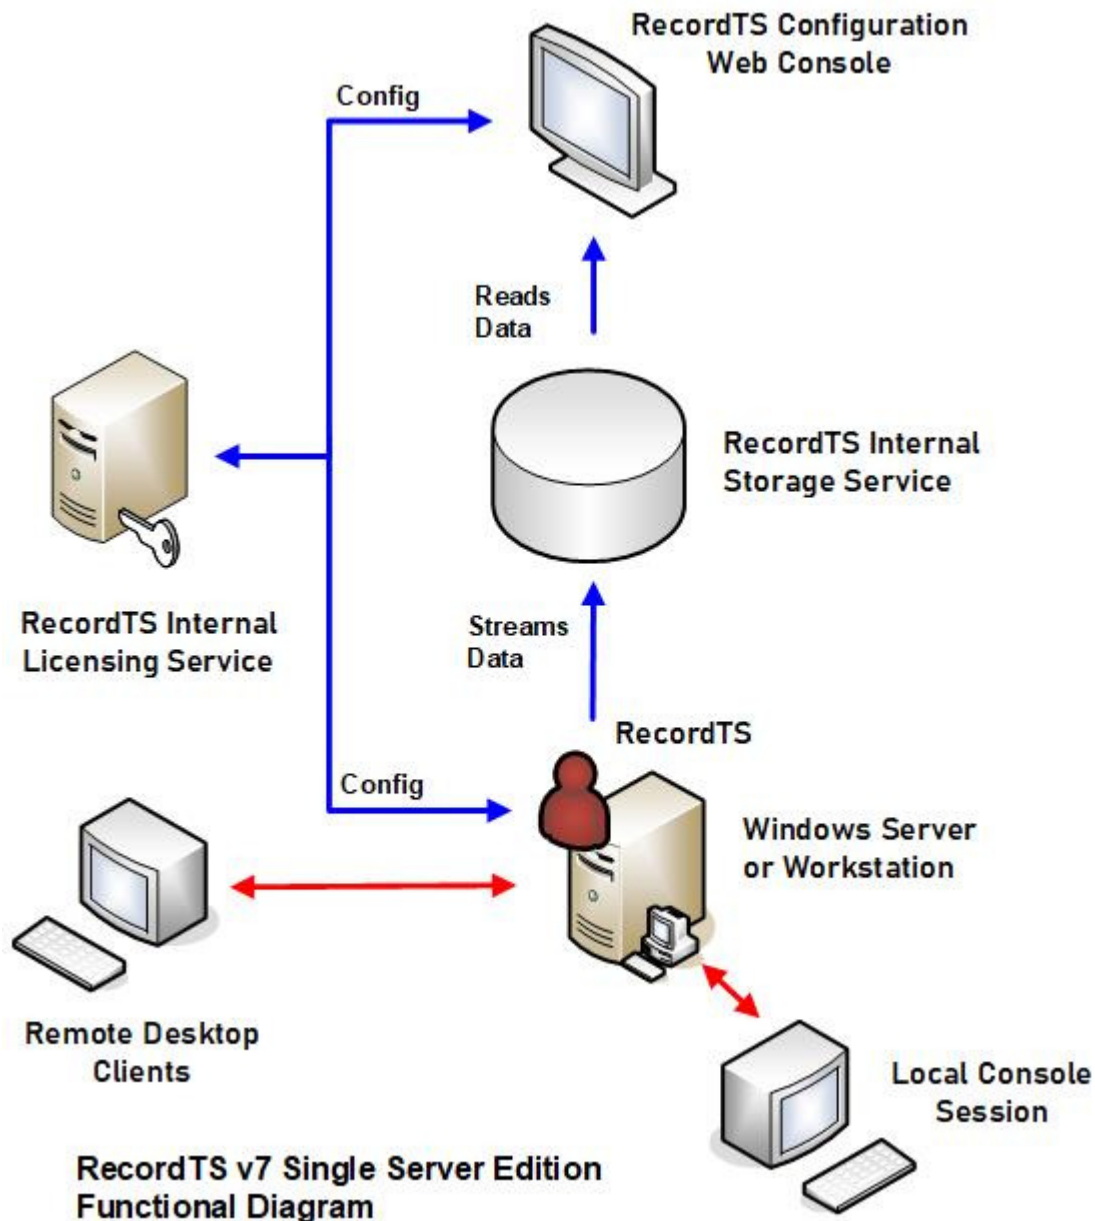 RecordTS Configuration
Web Console
Config
Reads
Data
RecordTS Internal
Storage Service
RecordTS Internal
Licensing Service
Streams
Data
RecordTS
Config
Windows Server
or Workstation
Remote Desktop
Clients
Local Console
Session
RecordTS v7 Single Server Edition
Functional Diagram